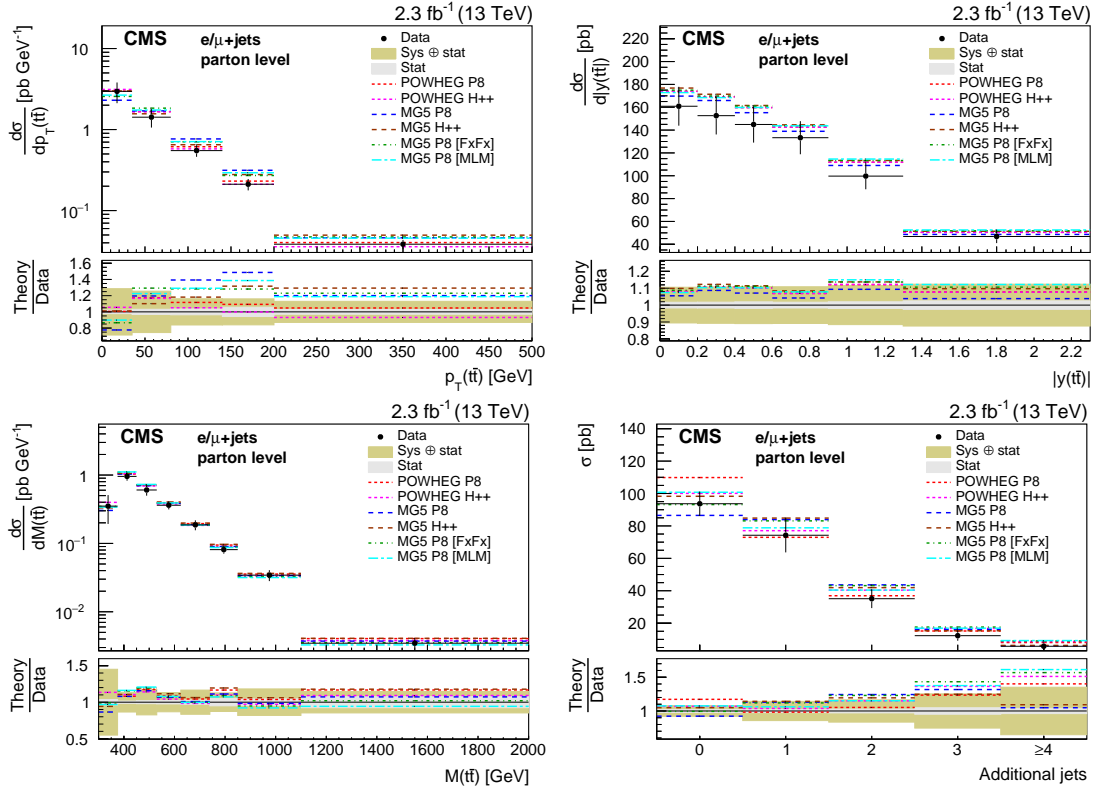 2.3 fb⁻¹ (13 TeV)
CMS e/μ+jets
parton level
Data
Sys ⊕ stat
Stat
POWHEG P8
POWHEG H++
MG5 P8
MG5 H++
MG5 P8 [FxFx]
MG5 P8 [MLM]
dσ/dp_T(tt̄) [pb GeV⁻¹]
10
1
10⁻¹
Theory/Data
1.6
1.4
1.2
1
0.8
0 50 100 150 200 250 300 350 400 450 500
p_T(tt̄) [GeV]
2.3 fb⁻¹ (13 TeV)
CMS e/μ+jets
parton level
Data
Sys ⊕ stat
Stat
POWHEG P8
POWHEG H++
MG5 P8
MG5 H++
MG5 P8 [FxFx]
MG5 P8 [MLM]
dσ/d|y(tt̄)| [pb]
220
200
180
160
140
120
100
80
60
40
Theory/Data
1.2
1.1
1
0.9
0.8
0 0.2 0.4 0.6 0.8 1 1.2 1.4 1.6 1.8 2 2.2
|y(tt̄)|
2.3 fb⁻¹ (13 TeV)
CMS e/μ+jets
parton level
Data
Sys ⊕ stat
Stat
POWHEG P8
POWHEG H++
MG5 P8
MG5 H++
MG5 P8 [FxFx]
MG5 P8 [MLM]
dσ/dM(tt̄) [pb GeV⁻¹]
1
10⁻¹
10⁻²
Theory/Data
1.5
1
0.5
400 600 800 1000 1200 1400 1600 1800 2000
M(tt̄) [GeV]
2.3 fb⁻¹ (13 TeV)
CMS e/μ+jets
parton level
Data
Sys ⊕ stat
Stat
POWHEG P8
POWHEG H++
MG5 P8
MG5 H++
MG5 P8 [FxFx]
MG5 P8 [MLM]
σ [pb]
140
120
100
80
60
40
20
Theory/Data
1.5
1
0 1 2 3 ≥4
Additional jets